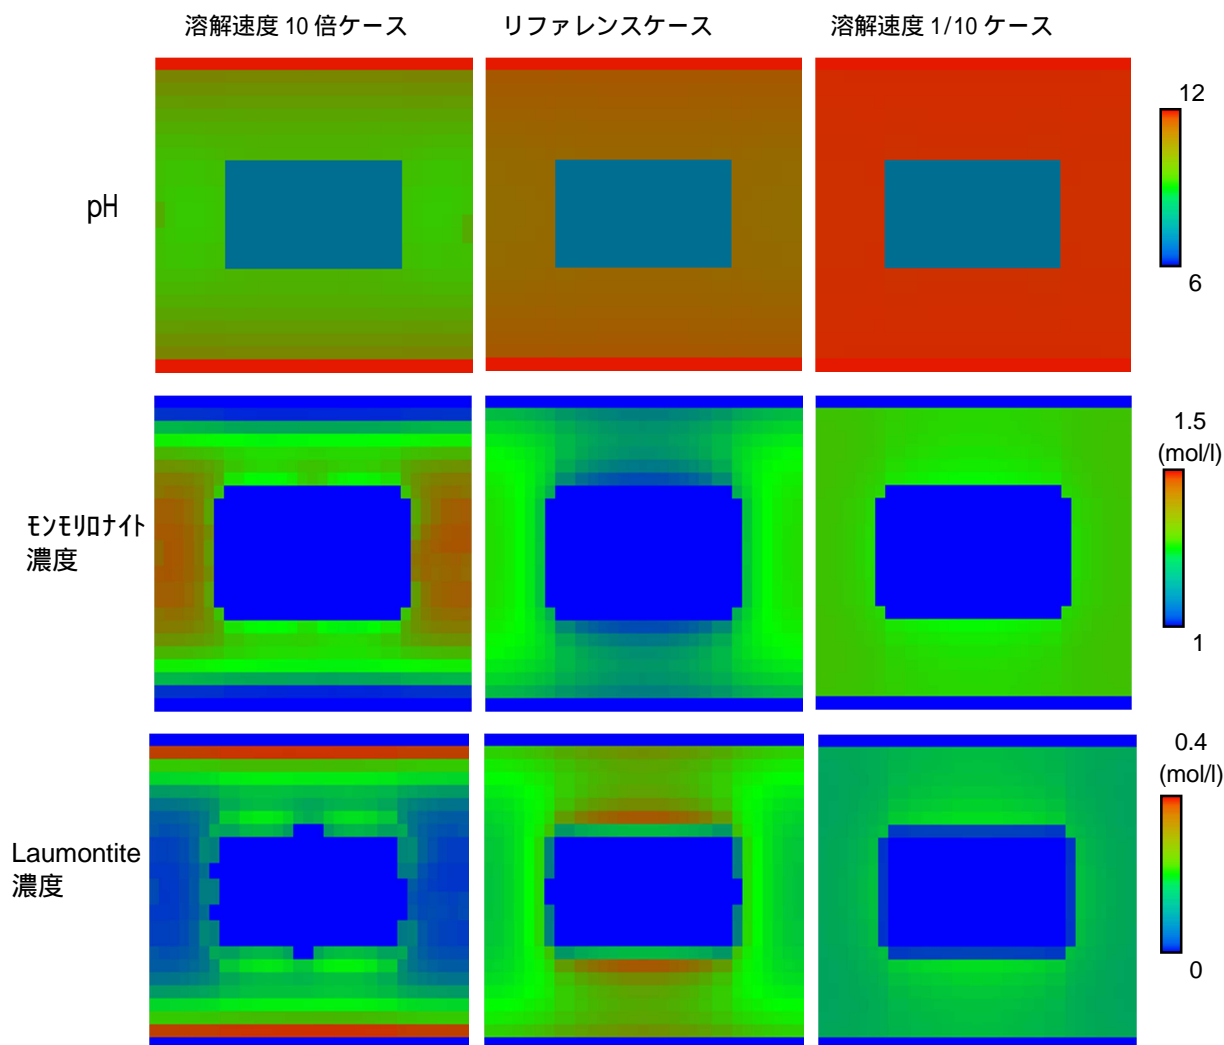 溶解速度 10 倍ケース
リファレンスケース
溶解速度 1/10 ケース
pH
12
6
モンモリロナイト
濃度
1.5
(mol/l)
1
Laumontite
濃度
0.4
(mol/l)
0